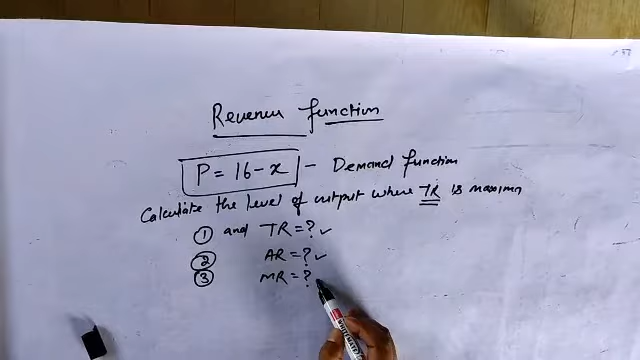 Revenue function
P = 16 - x - Demand function
Calculate the level of output where TR is maximum
① and TR = ? ✓
② AR = ? ✓
③ MR = ?